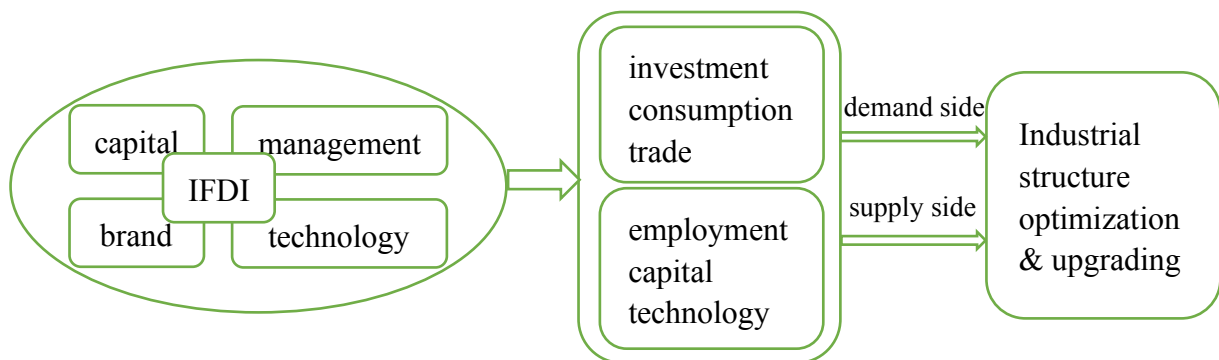 capital
management
IFDI
brand
technology
investment
consumption
trade
employment
capital
technology
demand side
supply side
Industrial
structure
optimization
& upgrading